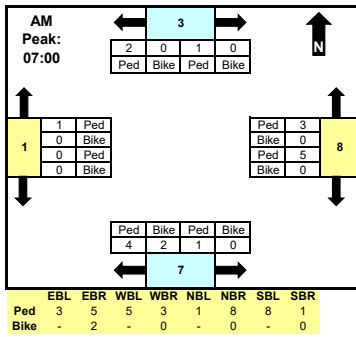 AM
Peak:
07:00
3
N
2 0 1 0
Ped Bike Ped Bike
1 Ped
0 Bike
0 Ped
0 Bike
1
Ped 3
Bike 0
Ped 5
Bike 0
8
Ped Bike Ped Bike
4 2 1 0
7
EBL EBR WBL WBR NBL NBR SBL SBR
Ped 3 5 5 3 1 8 8 1
Bike - 2 - 0 - 0 - 0